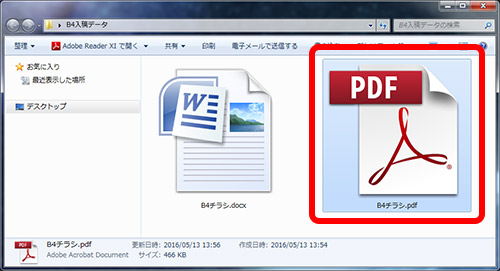 B4入稿データ
B4入稿データの検索
整理 Adobe Reader XI で開く 共有 印刷 電子メールで送信する
お気に入り
最近表示した場所
デスクトップ
W
PDF
B4チラシ.docx
B4チラシ.pdf
PDF
B4チラシ.pdf 更新日時: 2016/05/13 13:56 作成日時: 2016/05/13 13:54
Adobe Acrobat Document サイズ: 466 KB